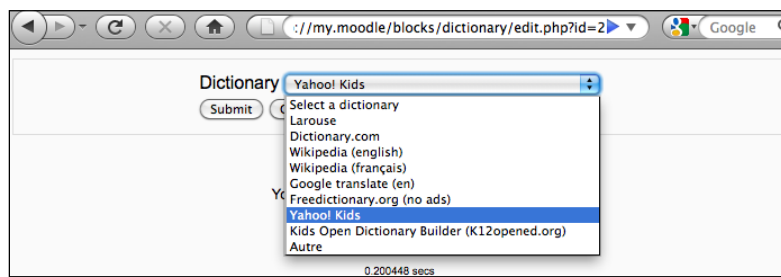 ://my.moodle/blocks/dictionary/edit.php?id=2 Google
Dictionary Yahoo! Kids
Submit
Select a dictionary
Larouse
Dictionary.com
Wikipedia (english)
Wikipedia (français)
Google translate (en)
Freedictionary.org (no ads)
Yahoo! Kids
Kids Open Dictionary Builder (K12opened.org)
Autre
0.200448 secs